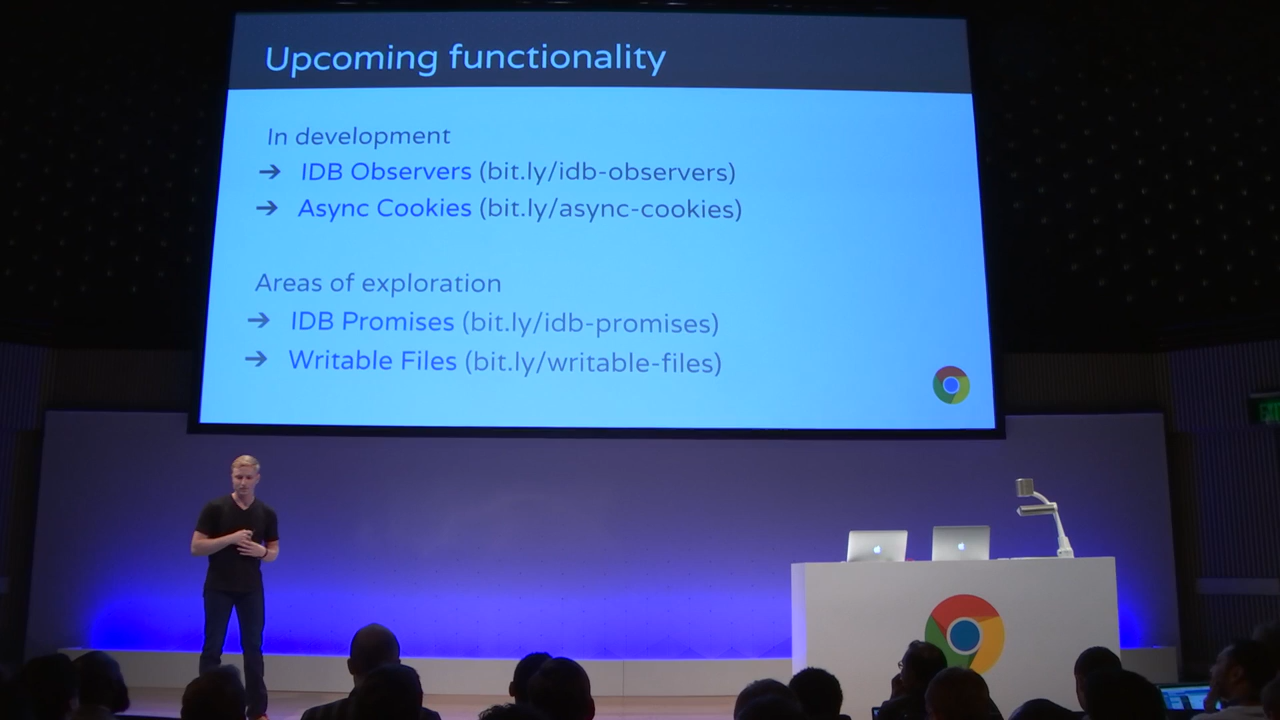 Upcoming functionality
In development
➔ IDB Observers (bit.ly/idb-observers)
➔ Async Cookies (bit.ly/async-cookies)
Areas of exploration
➔ IDB Promises (bit.ly/idb-promises)
➔ Writable Files (bit.ly/writable-files)